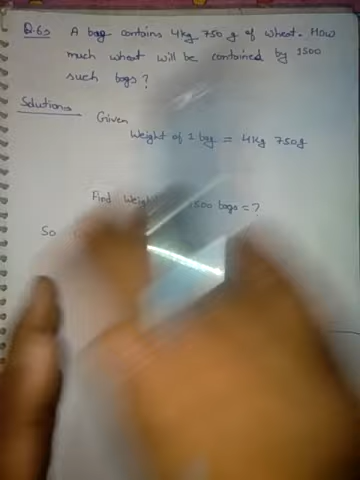 Q.6. A bag contains 4kg 750 g of wheat. How
much wheat will be contained by 1500
such bags?
Solution
Given
Weight of 1 bag = 4kg 750g
Find Weight 1500 bags = ?
So